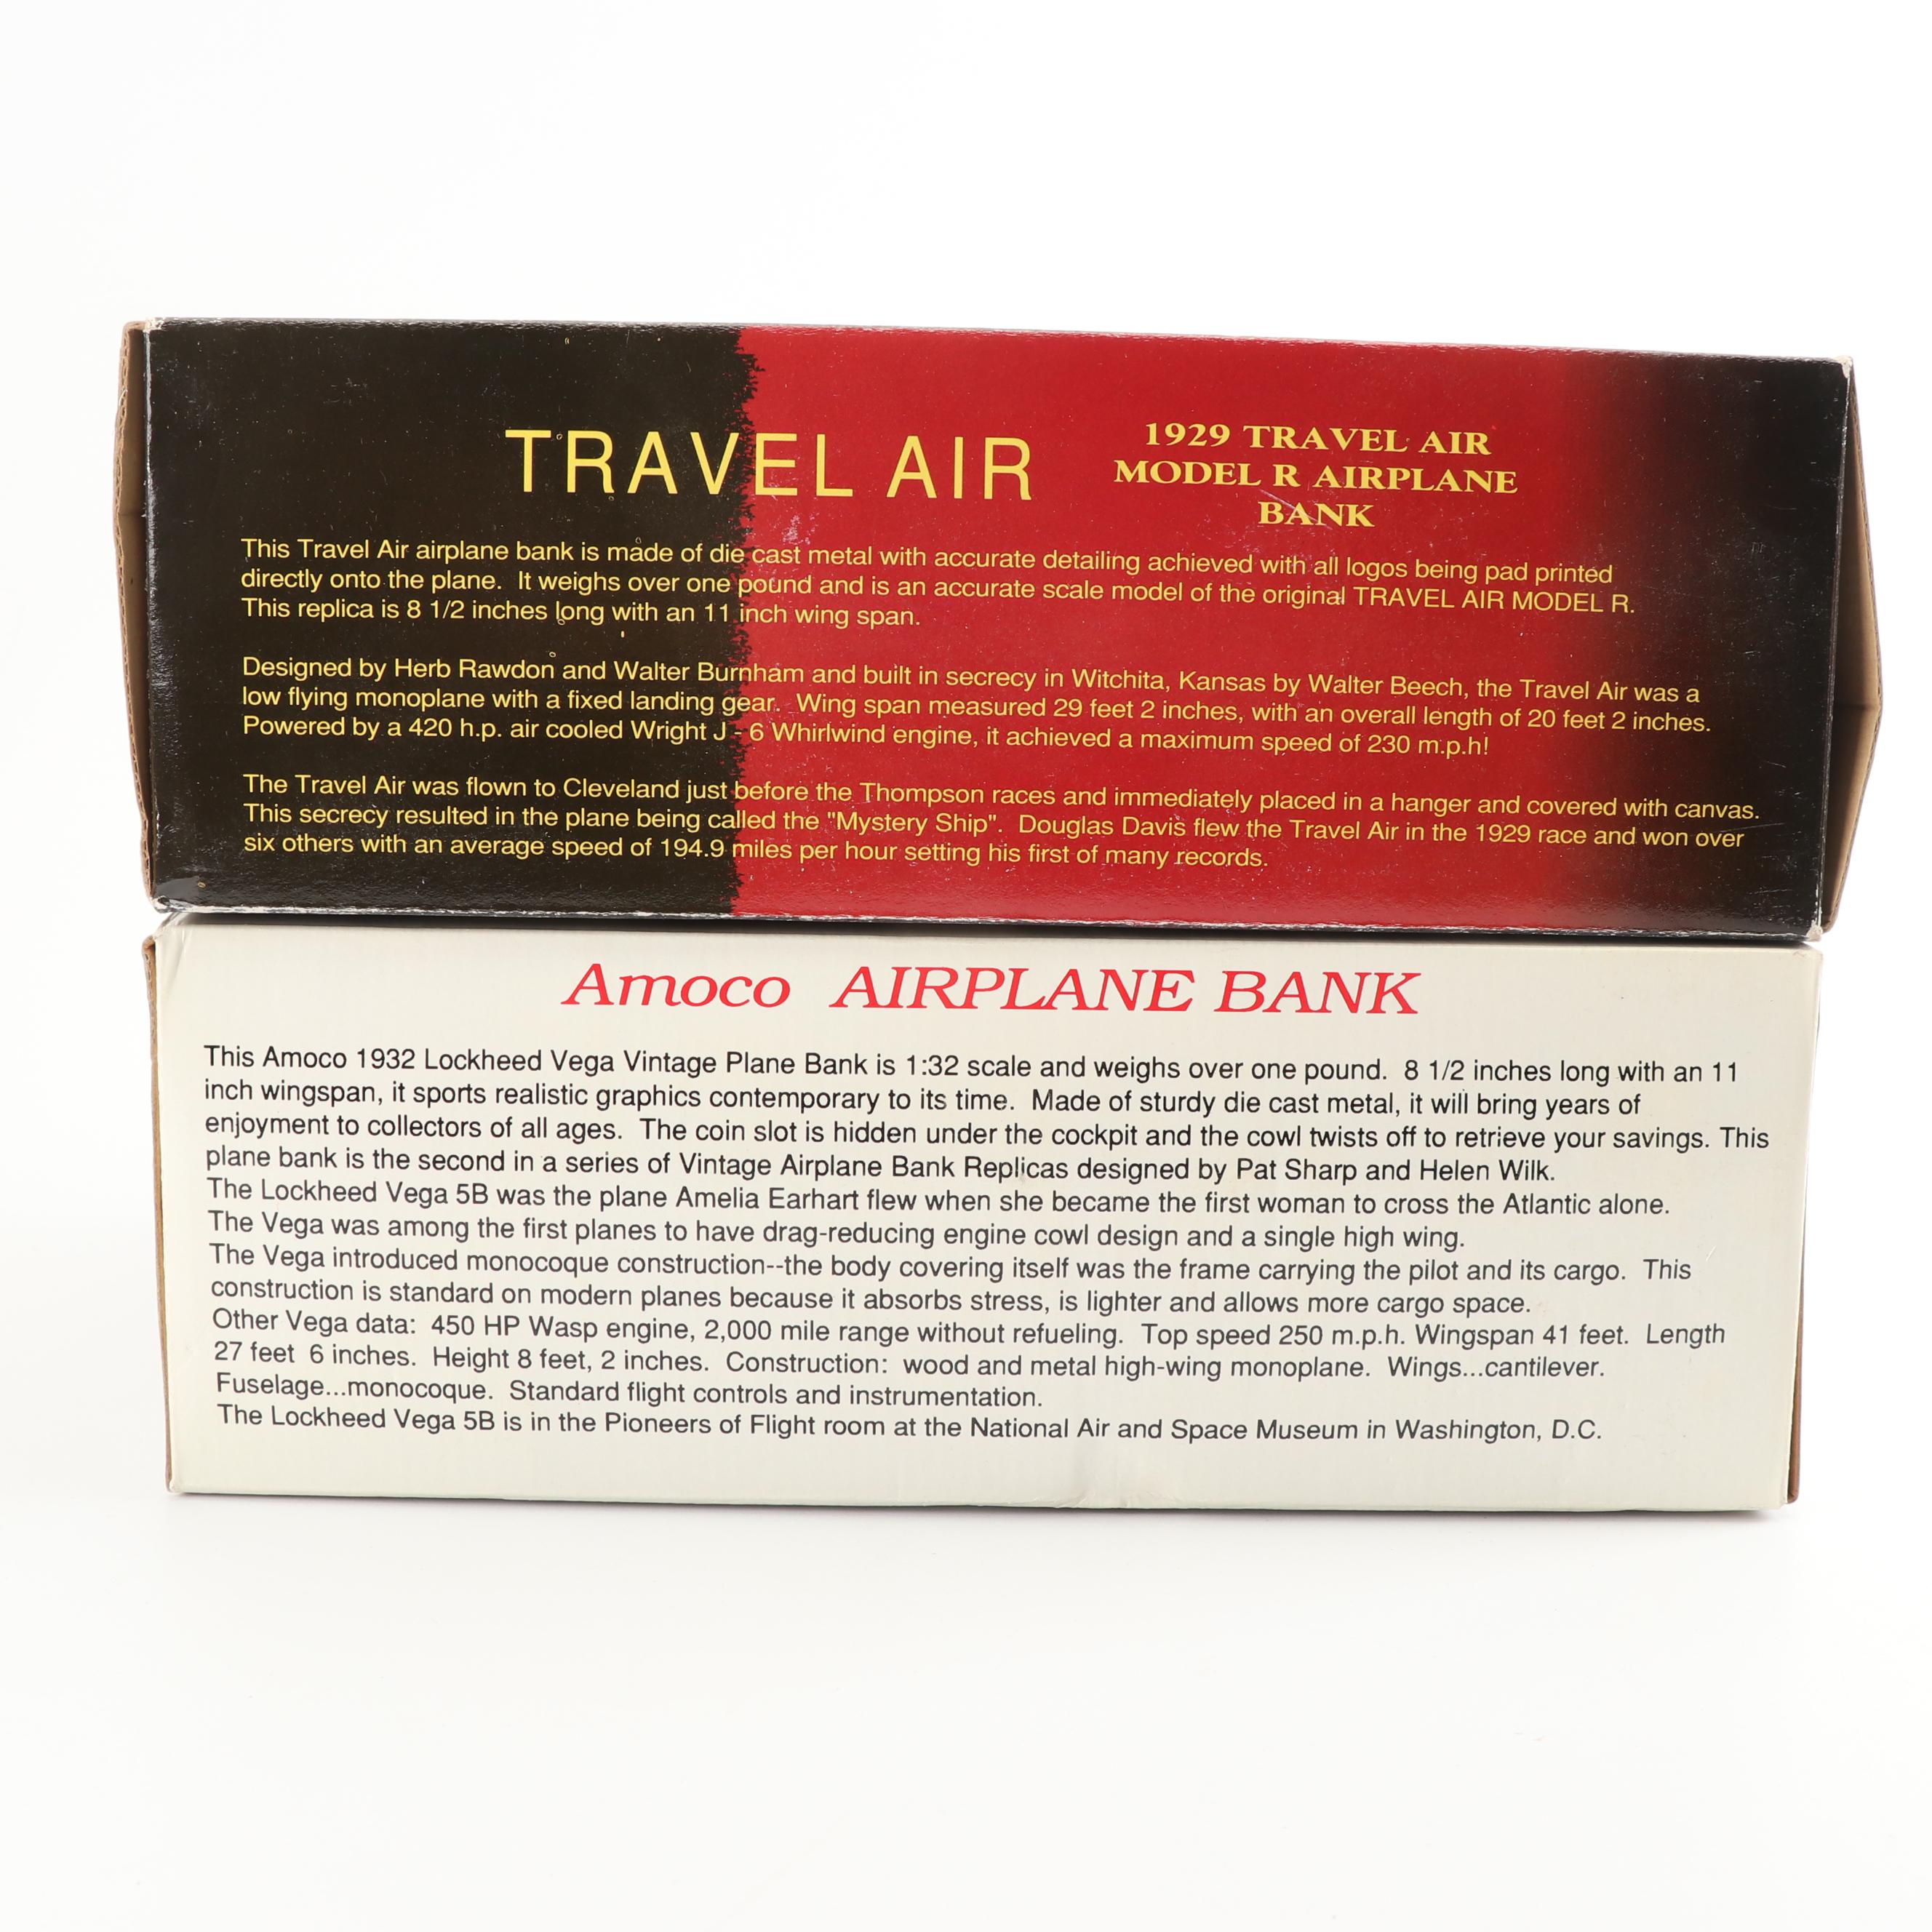 TRAVEL AIR
1929 TRAVEL AIR
MODEL R AIRPLANE
BANK
This Travel Air airplane bank is made of die cast metal with accurate detailing achieved with all logos being pad printed
directly onto the plane. It weighs over one pound and is an accurate scale model of the original TRAVEL AIR MODEL R.
This replica is 8 1/2 inches long with an 11 inch wing span.
Designed by Herb Rawdon and Walter Burnham and built in secrecy in Witchita, Kansas by Walter Beech, the Travel Air was a
low flying monoplane with a fixed landing gear. Wing span measured 29 feet 2 inches, with an overall length of 20 feet 2 inches.
Powered by a 420 h.p. air cooled Wright J - 6 Whirlwind engine, it achieved a maximum speed of 230 m.p.h!
The Travel Air was flown to Cleveland just before the Thompson races and immediately placed in a hanger and covered with canvas.
This secrecy resulted in the plane being called the "Mystery Ship". Douglas Davis flew the Travel Air in the 1929 race and won over
six others with an average speed of 194.9 miles per hour setting his first of many records.
Amoco AIRPLANE BANK
This Amoco 1932 Lockheed Vega Vintage Plane Bank is 1:32 scale and weighs over one pound. 8 1/2 inches long with an 11
inch wingspan, it sports realistic graphics contemporary to its time. Made of sturdy die cast metal, it will bring years of
enjoyment to collectors of all ages. The coin slot is hidden under the cockpit and the cowl twists off to retrieve your savings. This
plane bank is the second in a series of Vintage Airplane Bank Replicas designed by Pat Sharp and Helen Wilk.
The Lockheed Vega 5B was the plane Amelia Earhart flew when she became the first woman to cross the Atlantic alone.
The Vega was among the first planes to have drag-reducing engine cowl design and a single high wing.
The Vega introduced monocoque construction--the body covering itself was the frame carrying the pilot and its cargo. This
construction is standard on modern planes because it absorbs stress, is lighter and allows more cargo space.
Other Vega data: 450 HP Wasp engine, 2,000 mile range without refueling. Top speed 250 m.p.h. Wingspan 41 feet. Length
27 feet 6 inches. Height 8 feet, 2 inches. Construction: wood and metal high-wing monoplane. Wings...cantilever.
Fuselage...monocoque. Standard flight controls and instrumentation.
The Lockheed Vega 5B is in the Pioneers of Flight room at the National Air and Space Museum in Washington, D.C.